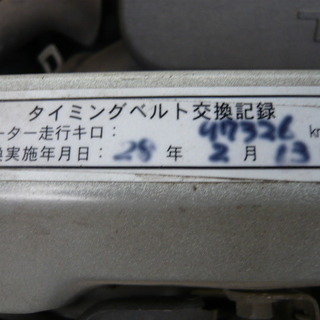 タイミングベルト交換記録
ーター走行キロ: 47326 km
換実施年月日: 28 年 2 月 13